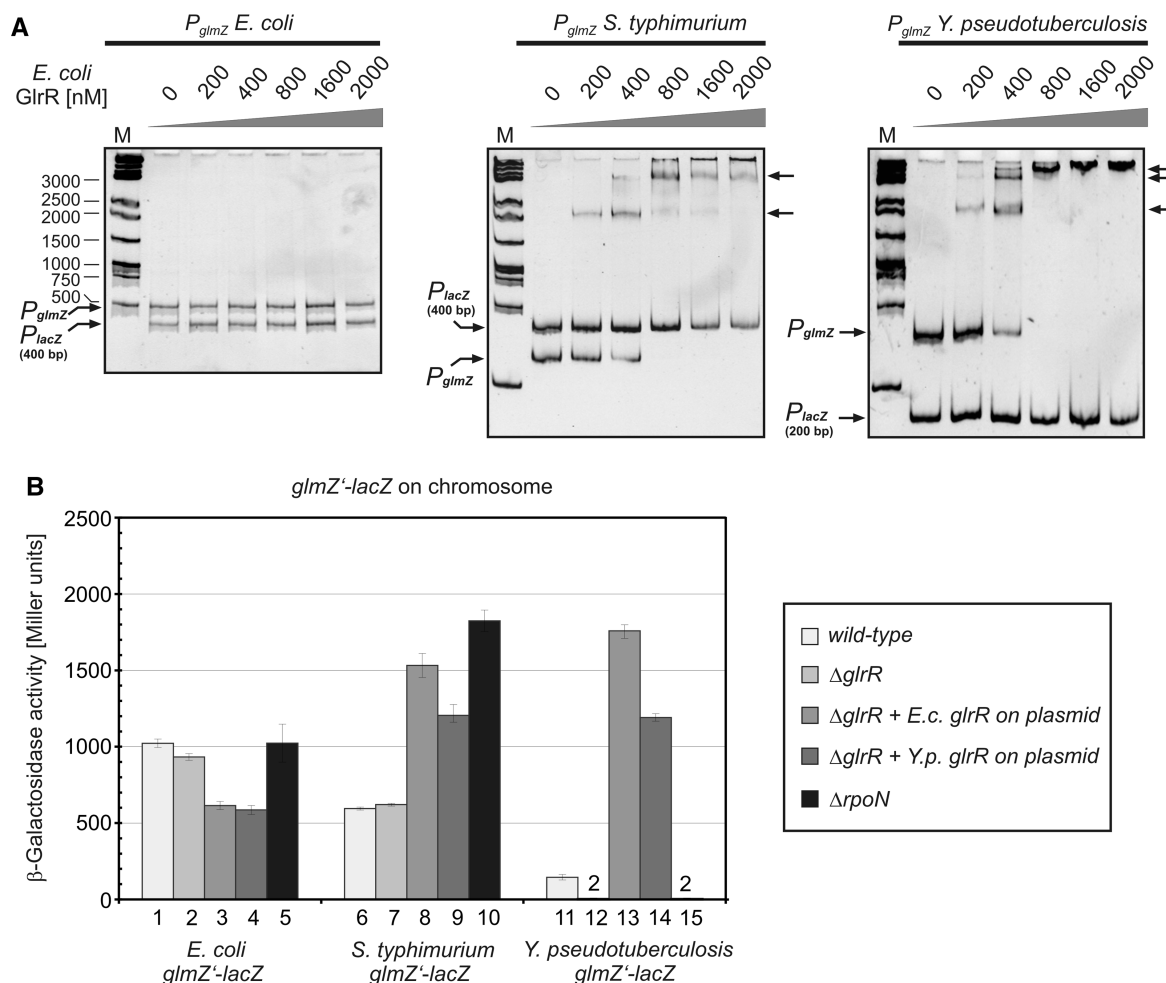 A
PglmZ E. coli
PglmZ S. typhimurium
PglmZ Y. pseudotuberculosis
E. coli
GlrR [nM]
0 200 400 800 1600 2000
0 200 400 800 1600 2000
0 200 400 800 1600 2000
M
M
M
3000
2500
2000
1500
1000
750
500
PglmZ
PlacZ
(400 bp)
PlacZ
(400 bp)
PglmZ
PglmZ
PlacZ
(200 bp)
B
glmZ‘-lacZ on chromosome
β-Galactosidase activity [Miller units]
2500
2000
1500
1000
500
0
2
2
1 2 3 4 5 6 7 8 9 10 11 12 13 14 15
E. coli
glmZ‘-lacZ
S. typhimurium
glmZ‘-lacZ
Y. pseudotuberculosis
glmZ‘-lacZ
wild-type
ΔglrR
ΔglrR + E.c. glrR on plasmid
ΔglrR + Y.p. glrR on plasmid
ΔrpoN